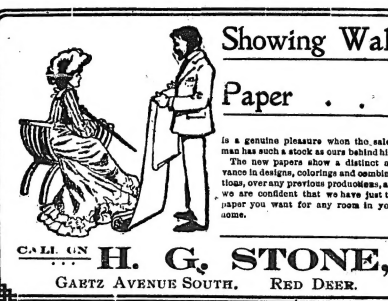 Showing Wal
Paper . .
is a genuine pleasure when the sale
man has such a stock as ours behind hi
The new papers show a distinct a
vance in designs, colorings and combin
tions, over any previous productions, a
we are confident that we have just t
paper you want for any room in yo
home.
CALL ON
H. G. STONE,
GAETZ AVENUE SOUTH. RED DEER.